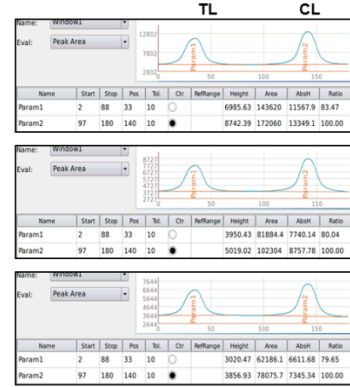 TL CL
Name: Window1
Eval: Peak Area
12802
7802
2802
Param1
Param2
50 100 150
Name Start Stop Pos Tol. Ctr RefRange Height Area AbsH Ratio
Param1 2 88 33 10 6985.63 143620 11567.9 83.47
Param2 97 180 140 10 8742.39 172060 13349.1 100.00
Name: Window1
Eval: Peak Area
8727
7727
6727
5727
4727
3727
2727
Param1
Param2
50 100 150
Name Start Stop Pos Tol. Ctr RefRange Height Area AbsH Ratio
Param1 2 88 33 10 3950.43 81884.4 7740.14 80.04
Param2 97 180 140 10 5019.02 102304 8757.78 100.00
Name: Window1
Eval: Peak Area
7644
6644
5644
4644
3644
2644
Param1
Param2
50 100 150
Name Start Stop Pos Tol. Ctr RefRange Height Area AbsH Ratio
Param1 2 88 33 10 3020.47 62186.1 6611.68 79.65
Param2 97 180 140 10 3856.93 78075.7 7345.34 100.00